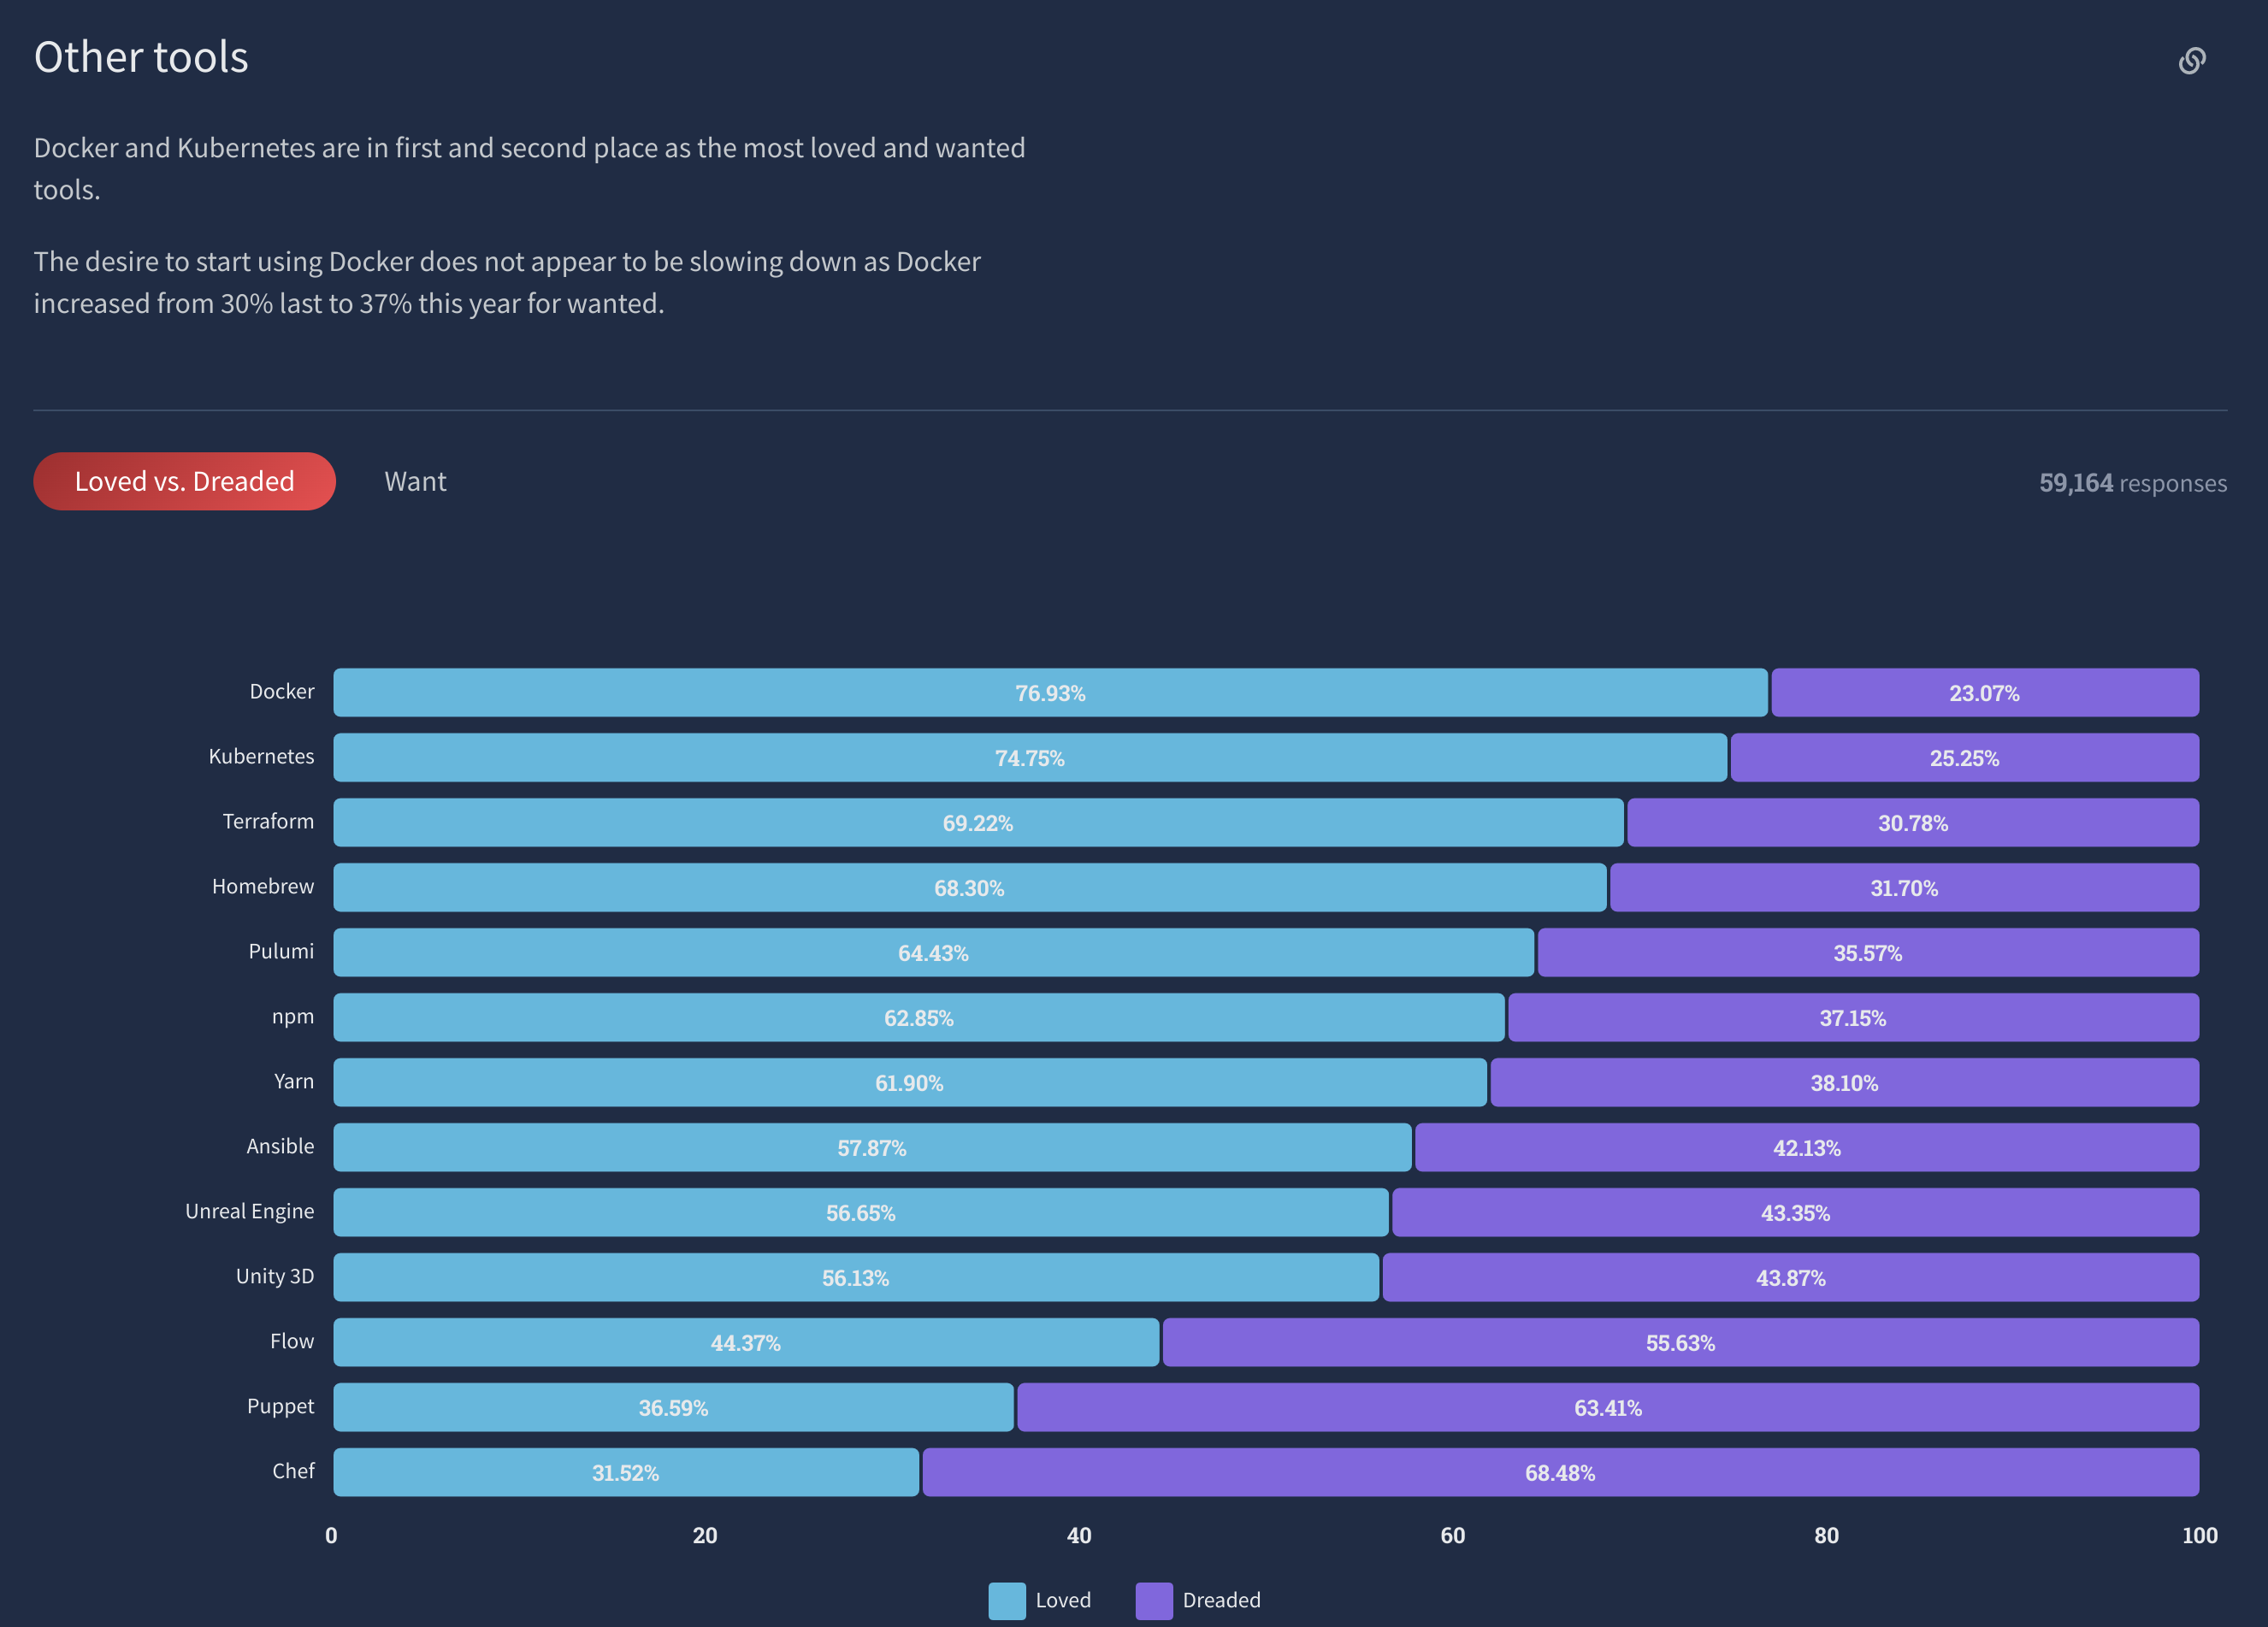 Other tools
Docker and Kubernetes are in first and second place as the most loved and wanted
tools.
The desire to start using Docker does not appear to be slowing down as Docker
increased from 30% last to 37% this year for wanted.
Loved vs. Dreaded Want 59,164 responses
Docker 76.93% 23.07%
Kubernetes 74.75% 25.25%
Terraform 69.22% 30.78%
Homebrew 68.30% 31.70%
Pulumi 64.43% 35.57%
npm 62.85% 37.15%
Yarn 61.90% 38.10%
Ansible 57.87% 42.13%
Unreal Engine 56.65% 43.35%
Unity 3D 56.13% 43.87%
Flow 44.37% 55.63%
Puppet 36.59% 63.41%
Chef 31.52% 68.48%
0 20 40 60 80 100
Loved Dreaded